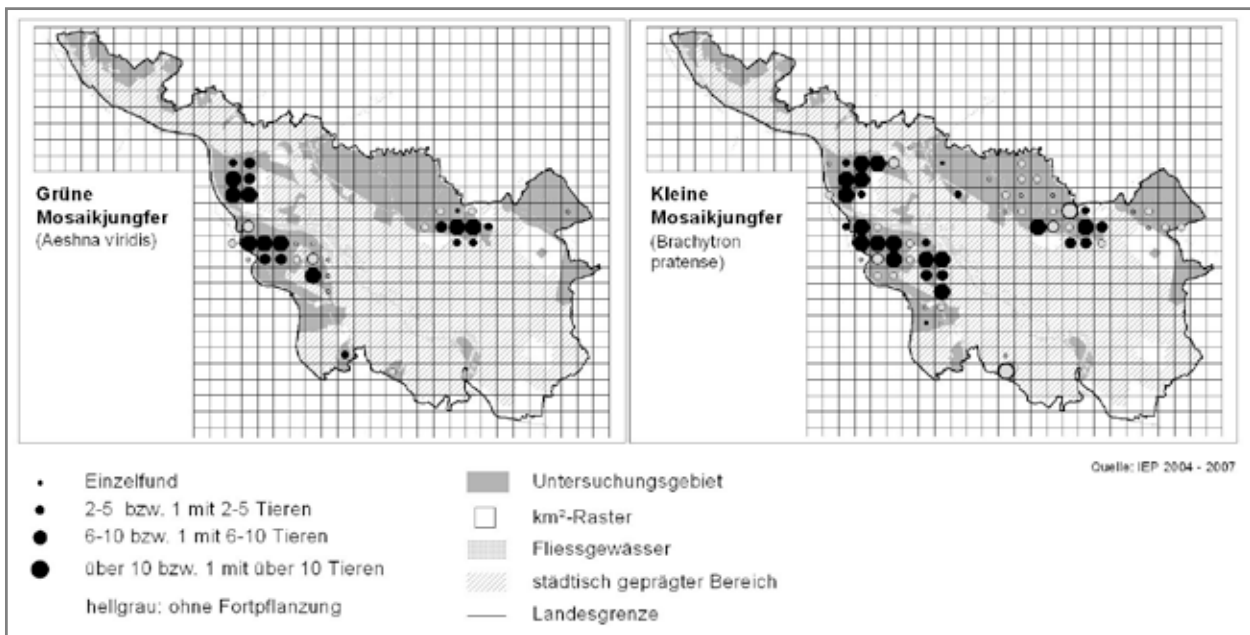 Grüne
Mosaikjungfer
(Aeshna viridis)
Kleine
Mosaikjungfer
(Brachytron
pratense)
Quelle: IEP 2004 - 2007
Einzelfund
2-5 bzw. 1 mit 2-5 Tieren
6-10 bzw. 1 mit 6-10 Tieren
über 10 bzw. 1 mit über 10 Tieren
hellgrau: ohne Fortpflanzung
Untersuchungsgebiet
km²-Raster
Fliessgewässer
städtisch geprägter Bereich
Landesgrenze